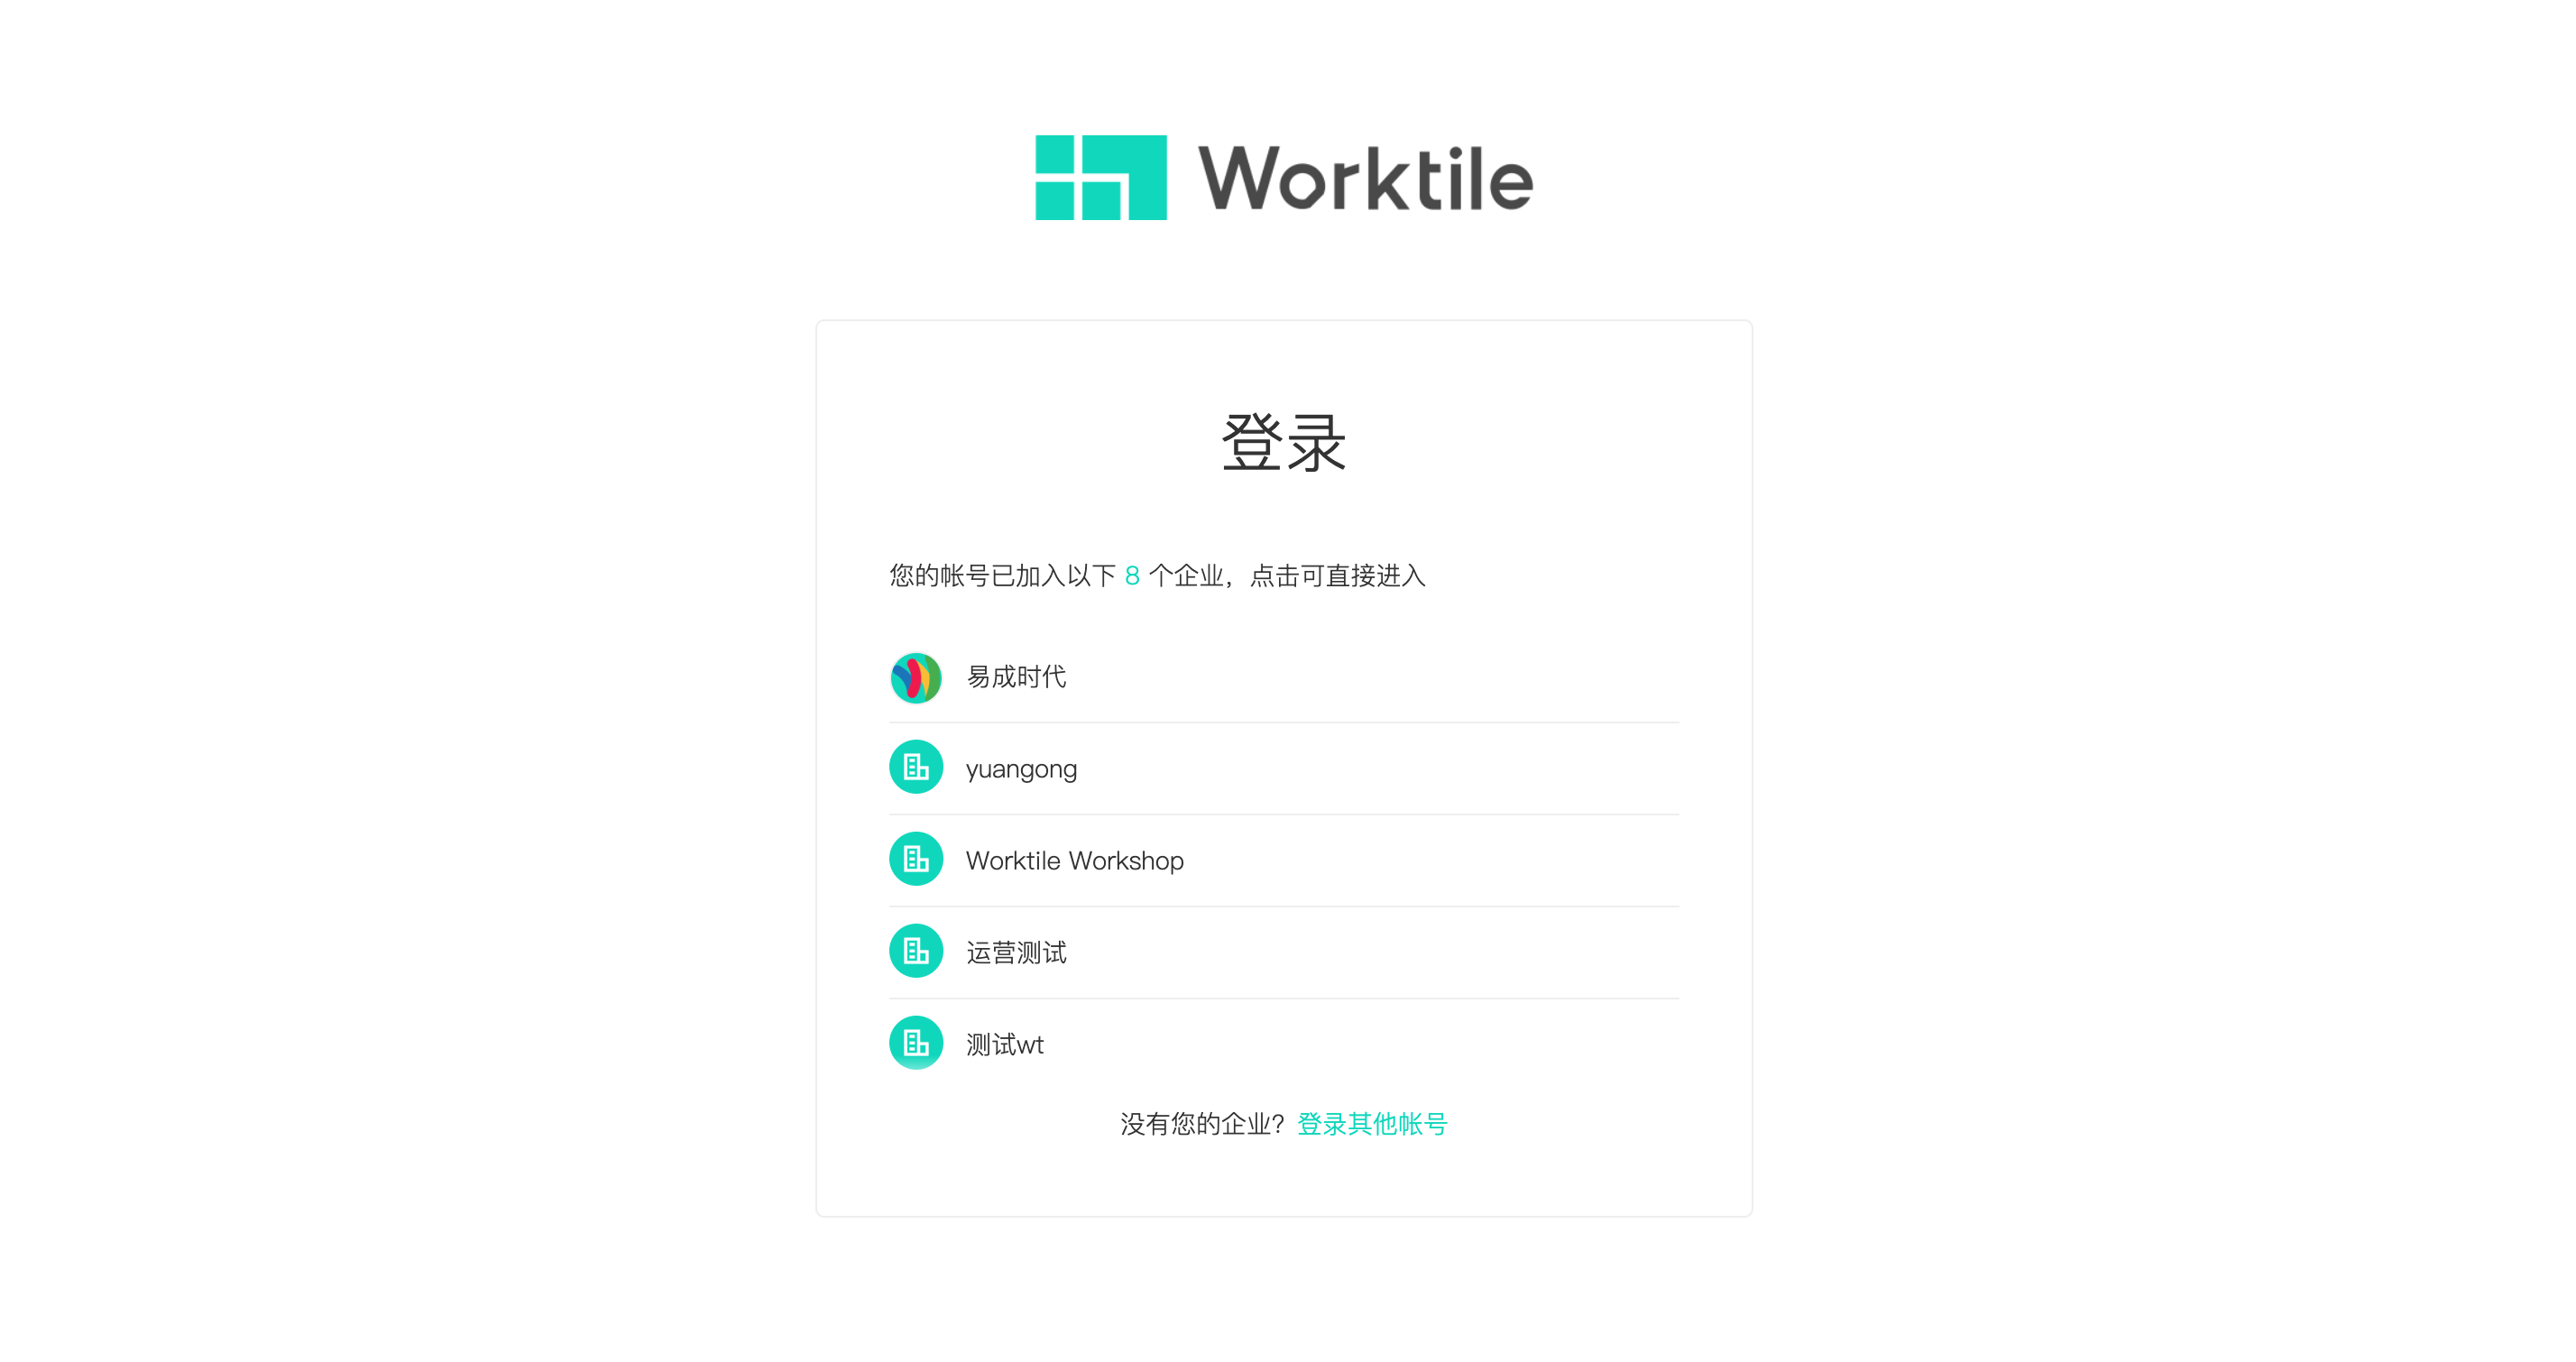 Worktile
登录
您的帐号已加入以下 8 个企业，点击可直接进入
易成时代
yuangong
Worktile Workshop
运营测试
测试wt
没有您的企业？登录其他帐号